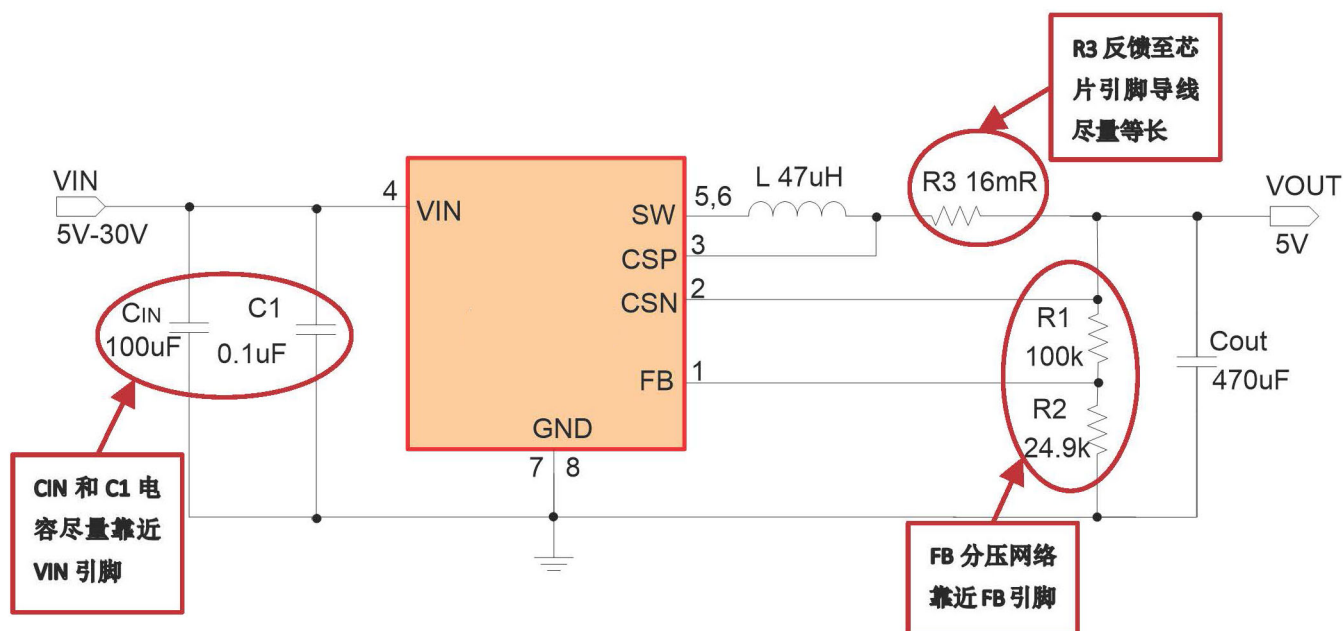 R3 反馈至芯
片引脚导线
尽量等长
VIN
5V-30V
4
VIN
SW
5,6
L 47uH
R3 16mR
VOUT
5V
CSP
3
CSN
2
FB
1
GND
7 8
CIN
100uF
C1
0.1uF
R1
100k
R2
24.9k
Cout
470uF
CIN 和 C1 电
容尽量靠近
VIN 引脚
FB 分压网络
靠近 FB 引脚